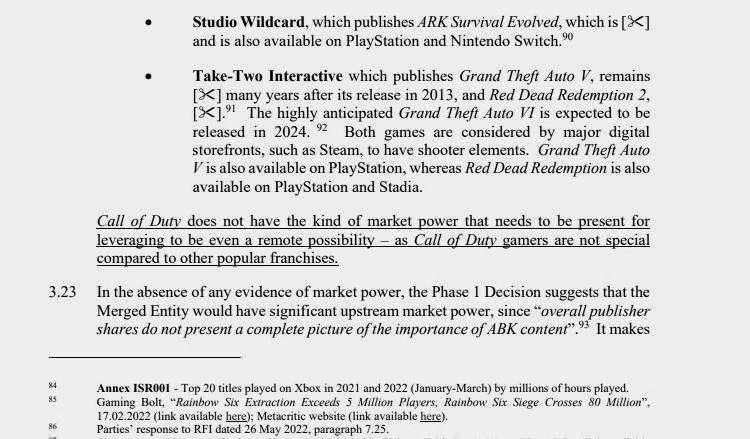 • Studio Wildcard, which publishes ARK Survival Evolved, which is [✂]
and is also available on PlayStation and Nintendo Switch.90
• Take-Two Interactive which publishes Grand Theft Auto V, remains
[✂] many years after its release in 2013, and Red Dead Redemption 2,
[✂].91 The highly anticipated Grand Theft Auto VI is expected to be
released in 2024. 92 Both games are considered by major digital
storefronts, such as Steam, to have shooter elements. Grand Theft Auto
V is also available on PlayStation, whereas Red Dead Redemption is also
available on PlayStation and Stadia.
Call of Duty does not have the kind of market power that needs to be present for
leveraging to be even a remote possibility – as Call of Duty gamers are not special
compared to other popular franchises.
3.23 In the absence of any evidence of market power, the Phase 1 Decision suggests that the
Merged Entity would have significant upstream market power, since “overall publisher
shares do not present a complete picture of the importance of ABK content”.93 It makes
84 Annex ISR001 - Top 20 titles played on Xbox in 2021 and 2022 (January-March) by millions of hours played.
85 Gaming Bolt, “Rainbow Six Extraction Exceeds 5 Million Players, Rainbow Six Siege Crosses 80 Million”,
17.02.2022 (link available here); Metacritic website (link available here).
86 Parties’ response to RFI dated 26 May 2022, paragraph 7.25.